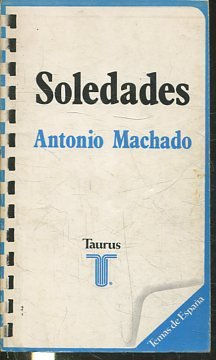 Soledades
Antonio Machado
Taurus
T
Temas de España